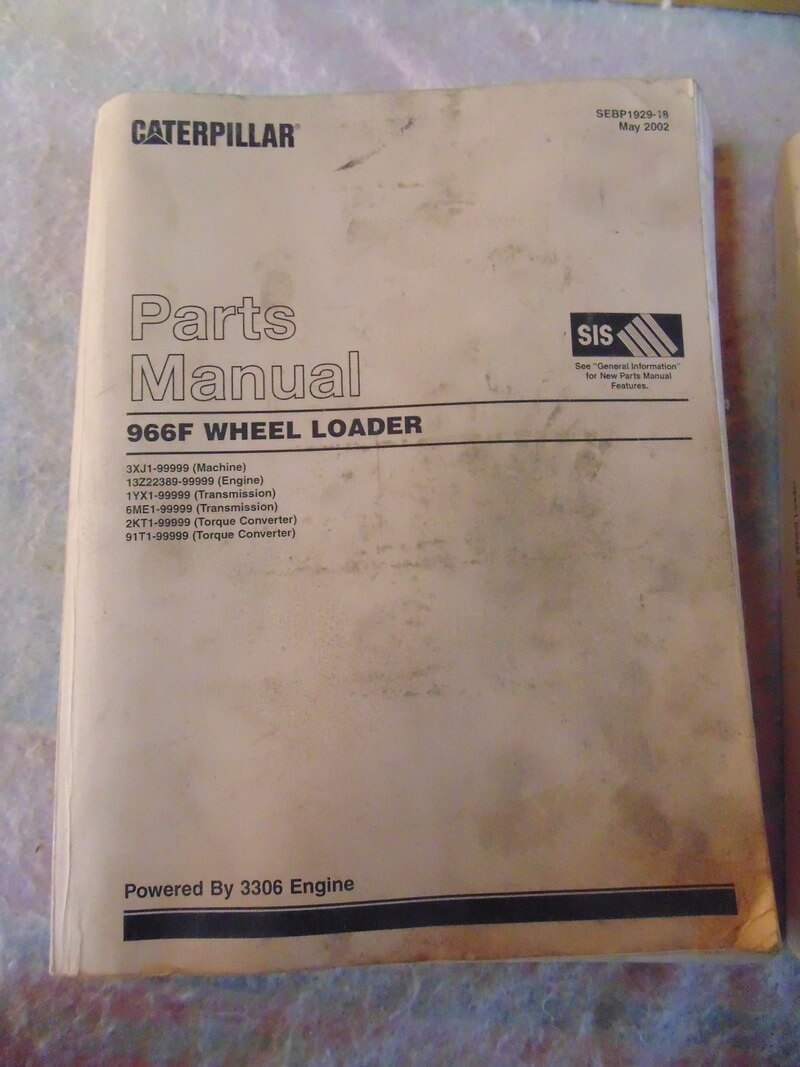 CATERPILLAR®
SEBP1929-18
May 2002
Parts
Manual
SIS
See "General Information"
for New Parts Manual
Features.
966F WHEEL LOADER
3XJ1-99999 (Machine)
13Z22389-99999 (Engine)
1YX1-99999 (Transmission)
6ME1-99999 (Transmission)
2KT1-99999 (Torque Converter)
91T1-99999 (Torque Converter)
Powered By 3306 Engine